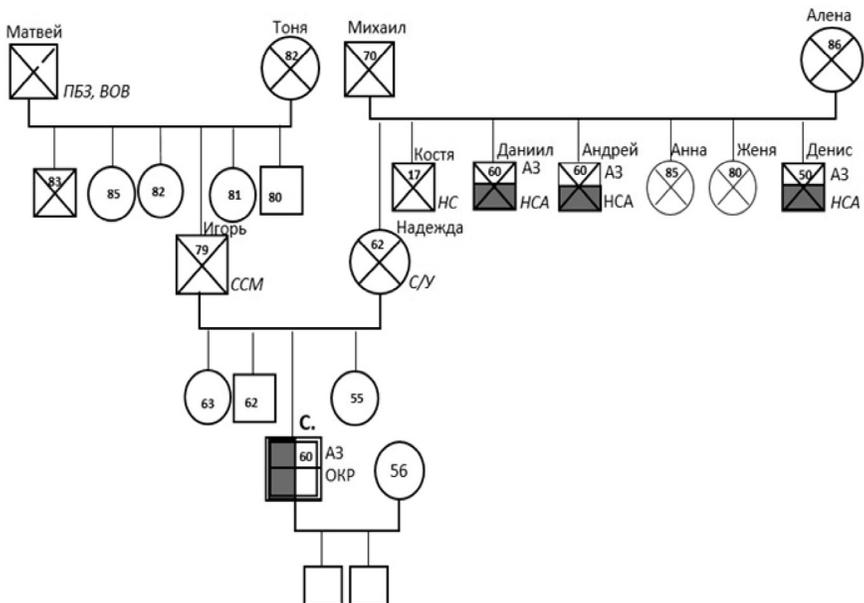 Матвей
Тоня
82
Михаил
70
Алена
86
ПБЗ, ВОВ
83
85
82
81
80
Костя
17
НС
Даниил
60
АЗ
НСА
Андрей
60
АЗ
НСА
Анна
85
Женя
80
Денис
50
АЗ
НСА
Игорь
79
ССМ
Надежда
62
С/У
63
62
55
С.
60
АЗ
ОКР
56